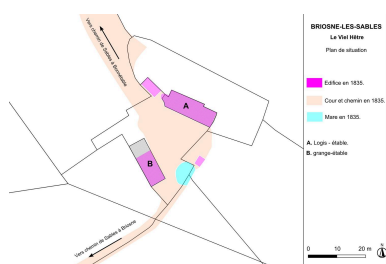 BRIOSNE-LES-SABLES
Le Viel Hêtre
Plan de situation
Edifice en 1835.
Cour et chemin en 1835.
Mare en 1835.
A. Logis - étable.
B. grange-étable
0 10 20 m
N
Vers chemin de Sables à Bonnétable
A
B
Vers chemin de Sables à Briosne